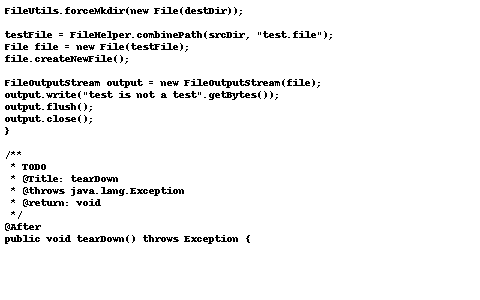 FileUtils.forceMkdir(new File(destDir));

testFile = FileHelper.combinePath(srcDir, "test.file");
File file = new File(testFile);
file.createNewFile();

FileOutputStream output = new FileOutputStream(file);
output.write("test is not a test".getBytes());
output.flush();
output.close();
}

/**
 * TODO
 * @Title: tearDown
 * @throws java.lang.Exception
 * @return: void
 */
@After
public void tearDown() throws Exception {